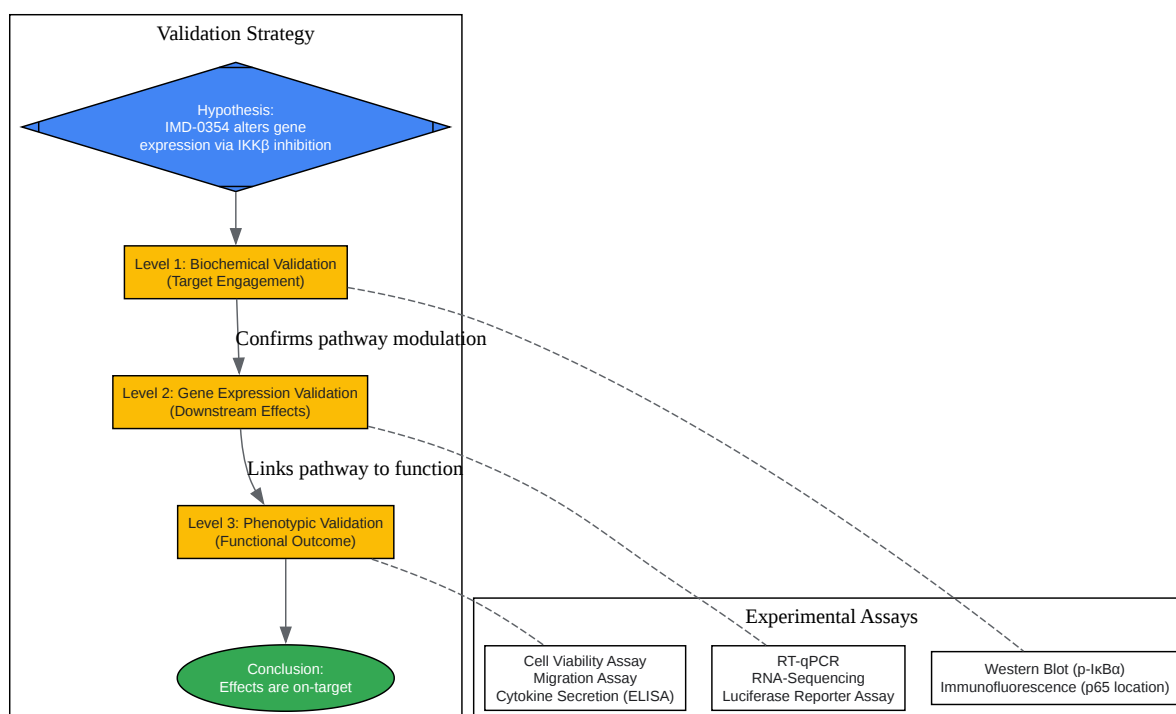 Validation Strategy
Hypothesis:
IMD-0354 alters gene
expression via IKKβ inhibition
Level 1: Biochemical Validation
(Target Engagement)
Confirms pathway modulation
Level 2: Gene Expression Validation
(Downstream Effects)
Links pathway to function
Level 3: Phenotypic Validation
(Functional Outcome)
Conclusion:
Effects are on-target
Experimental Assays
Cell Viability Assay
Migration Assay
Cytokine Secretion (ELISA)
RT-qPCR
RNA-Sequencing
Luciferase Reporter Assay
Western Blot (p-IκBα)
Immunofluorescence (p65 location)